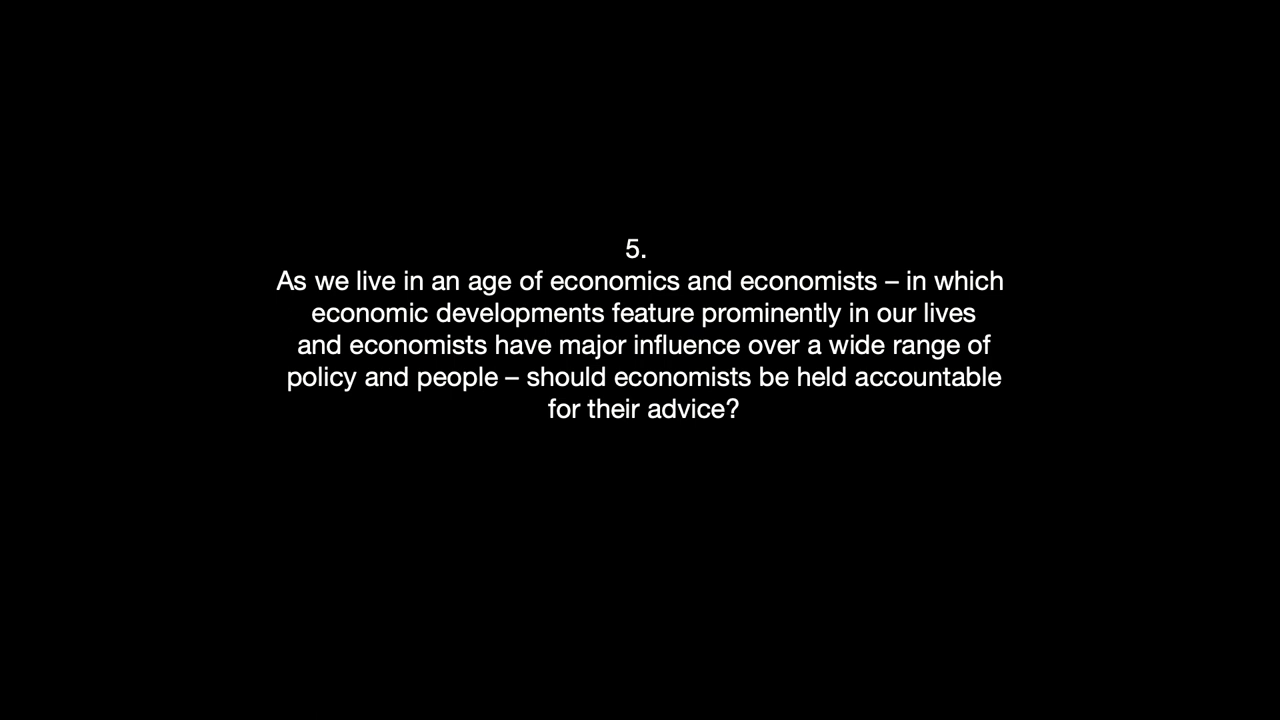 5.
As we live in an age of economics and economists – in which
economic developments feature prominently in our lives
and economists have major influence over a wide range of
policy and people – should economists be held accountable
for their advice?